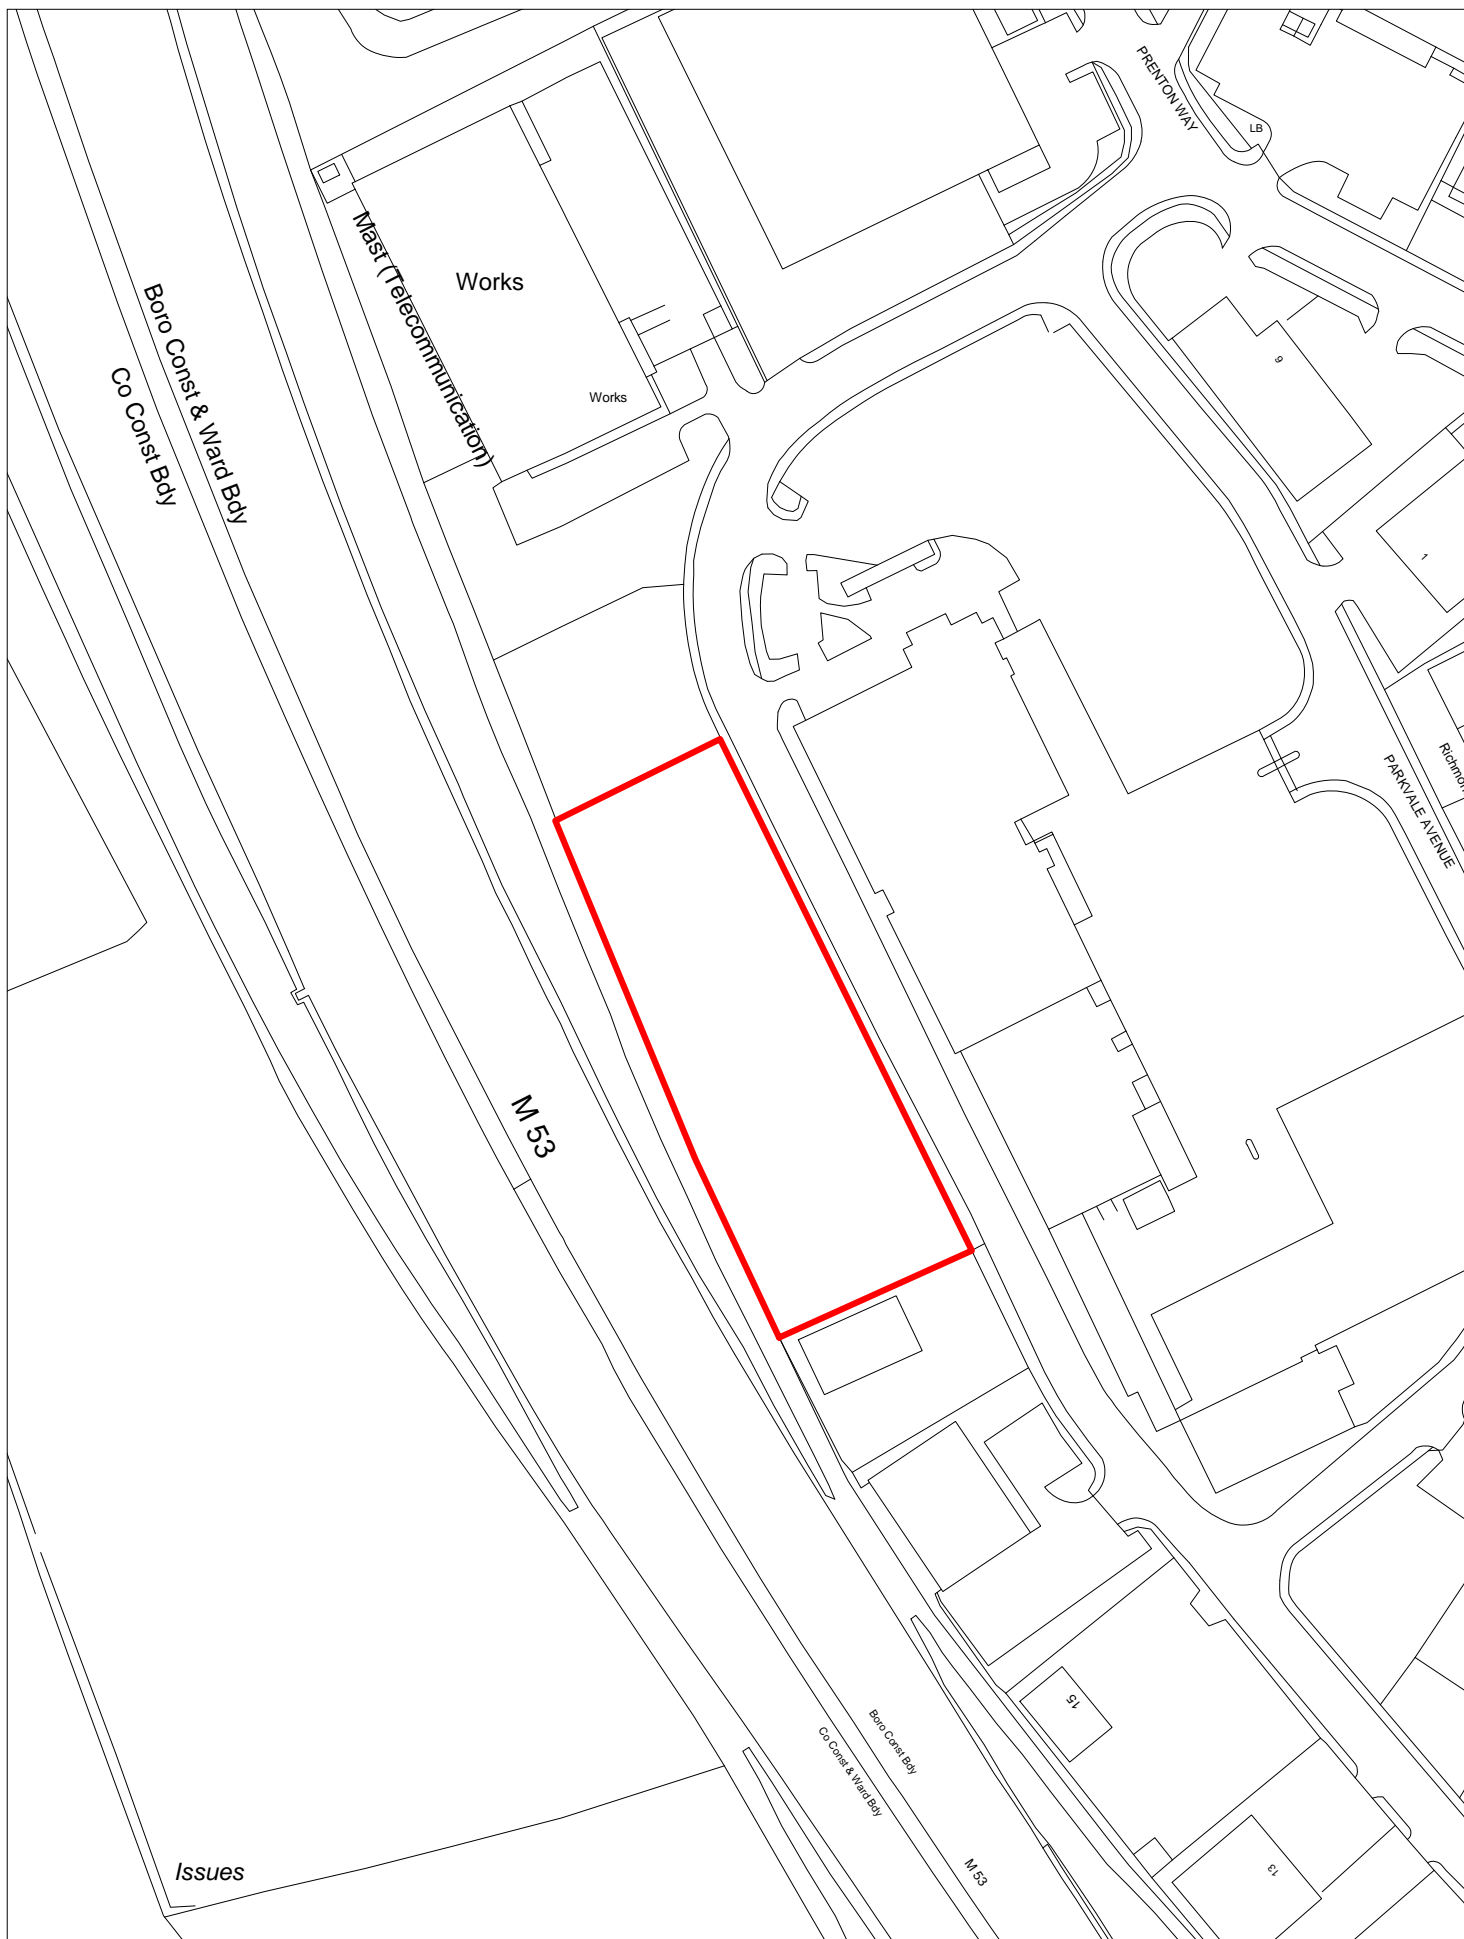 PRENTON WAY
LB
Mast (Telecommunication)
Works
Boro Const & Ward Bdy
Co Const Bdy
Works
9
1
Richmon
PARKVALE AVENUE
M 53
15
Boro Const Bdy
Co Const & Ward Bdy
M 53
13
Issues